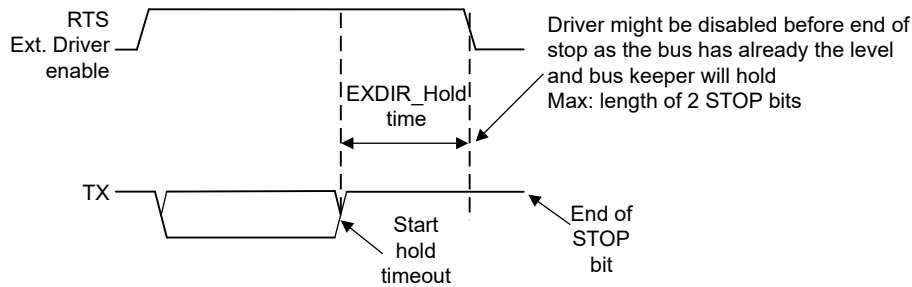 RTS
Ext. Driver
enable
Driver might be disabled before end of
stop as the bus has already the level
and bus keeper will hold
Max: length of 2 STOP bits
EXDIR_Hold
time
TX
Start
hold
timeout
End of
STOP
bit